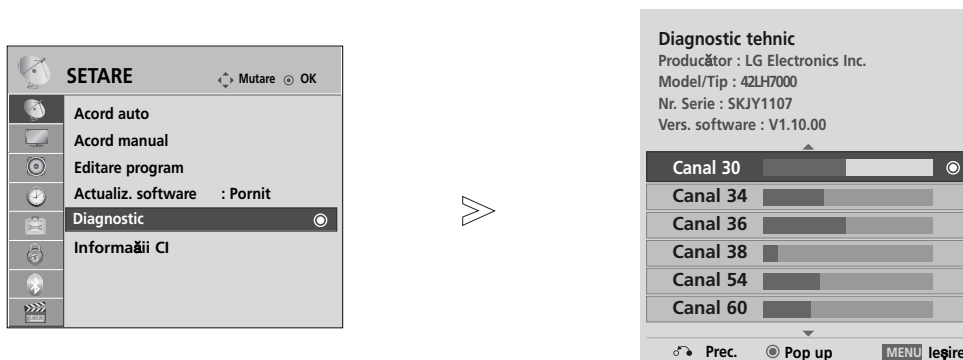 SETARE
Mutare OK
Acord auto
Acord manual
Editare program
Actualiz. software : Pornit
Diagnostic
Informaăii CI
Diagnostic tehnic
Producător : LG Electronics Inc.
Model/Tip : 42LH7000
Nr. Serie : SKJY1107
Vers. software : V1.10.00
Canal 30
Canal 34
Canal 36
Canal 38
Canal 54
Canal 60
Prec. Pop up MENU Ieşire